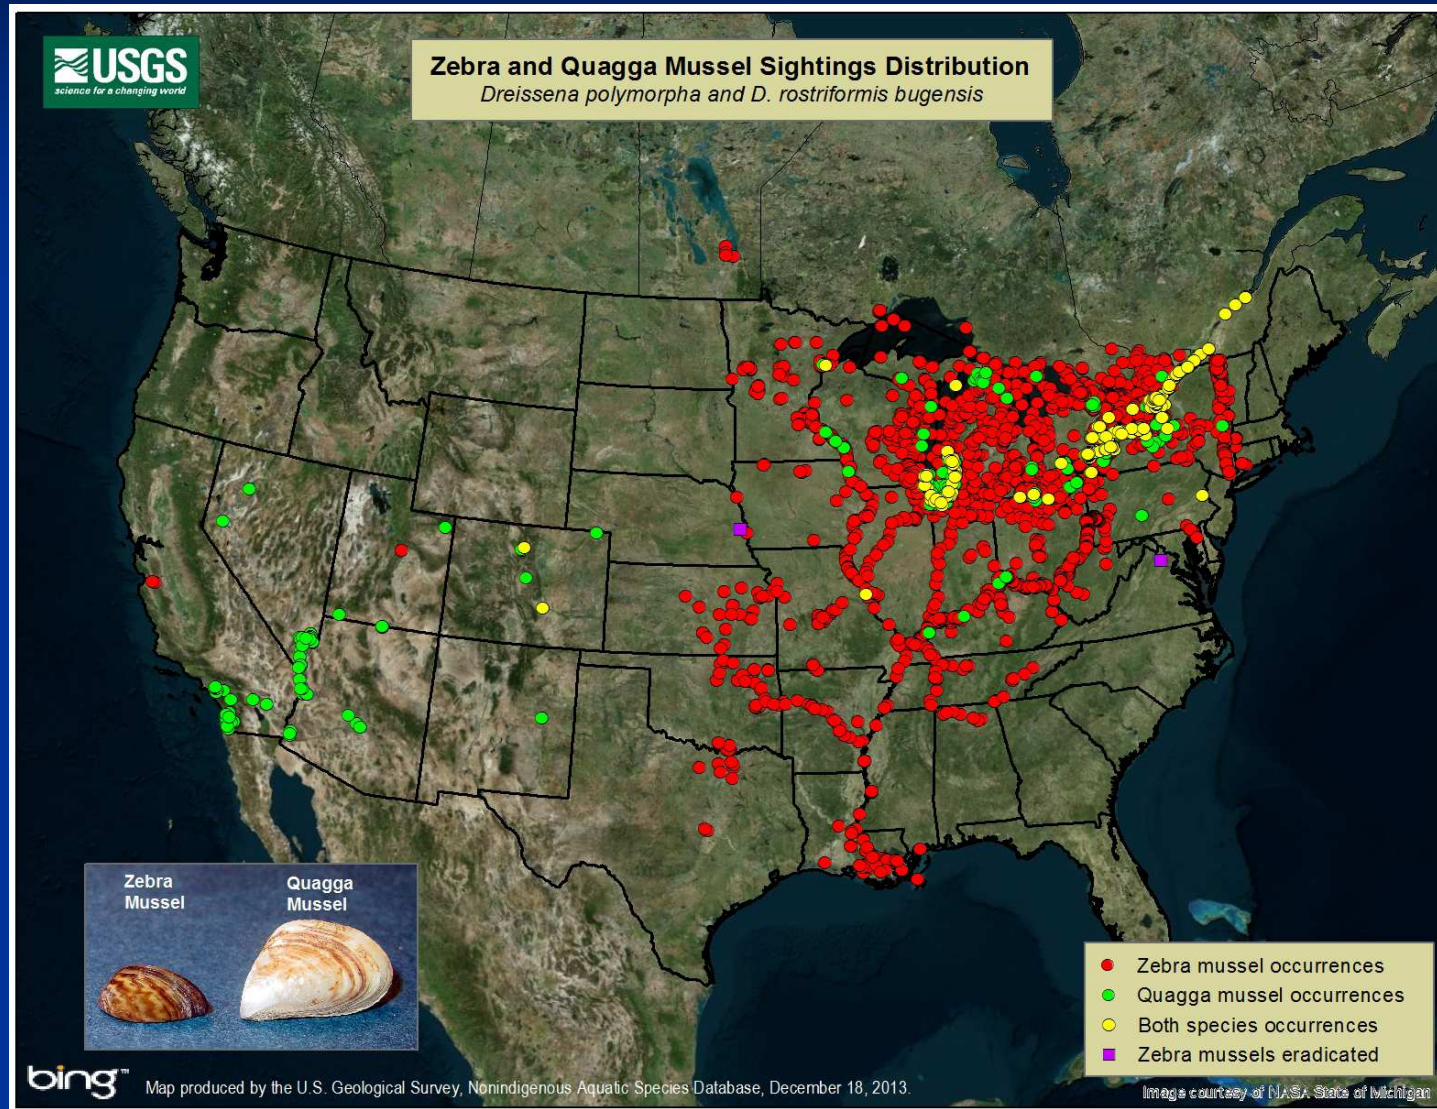 USGS
science for a changing world
Zebra and Quagga Mussel Sightings Distribution
Dreissena polymorpha and D. rostriformis bugensis
Zebra
Mussel
Quagga
Mussel
Zebra mussel occurrences
Quagga mussel occurrences
Both species occurrences
Zebra mussels eradicated
bing™
Map produced by the U.S. Geological Survey, Nonindigenous Aquatic Species Database, December 18, 2013.
Image courtesy of NASA State of Michigan